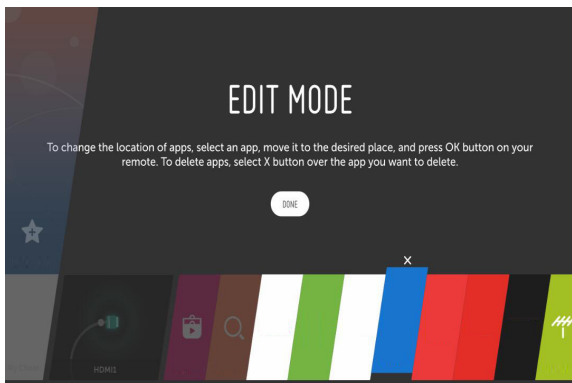 EDIT MODE
To change the location of apps, select an app, move it to the desired place, and press OK button on your
remote. To delete apps, select X button over the app you want to delete.
DONE
X
HDMI1